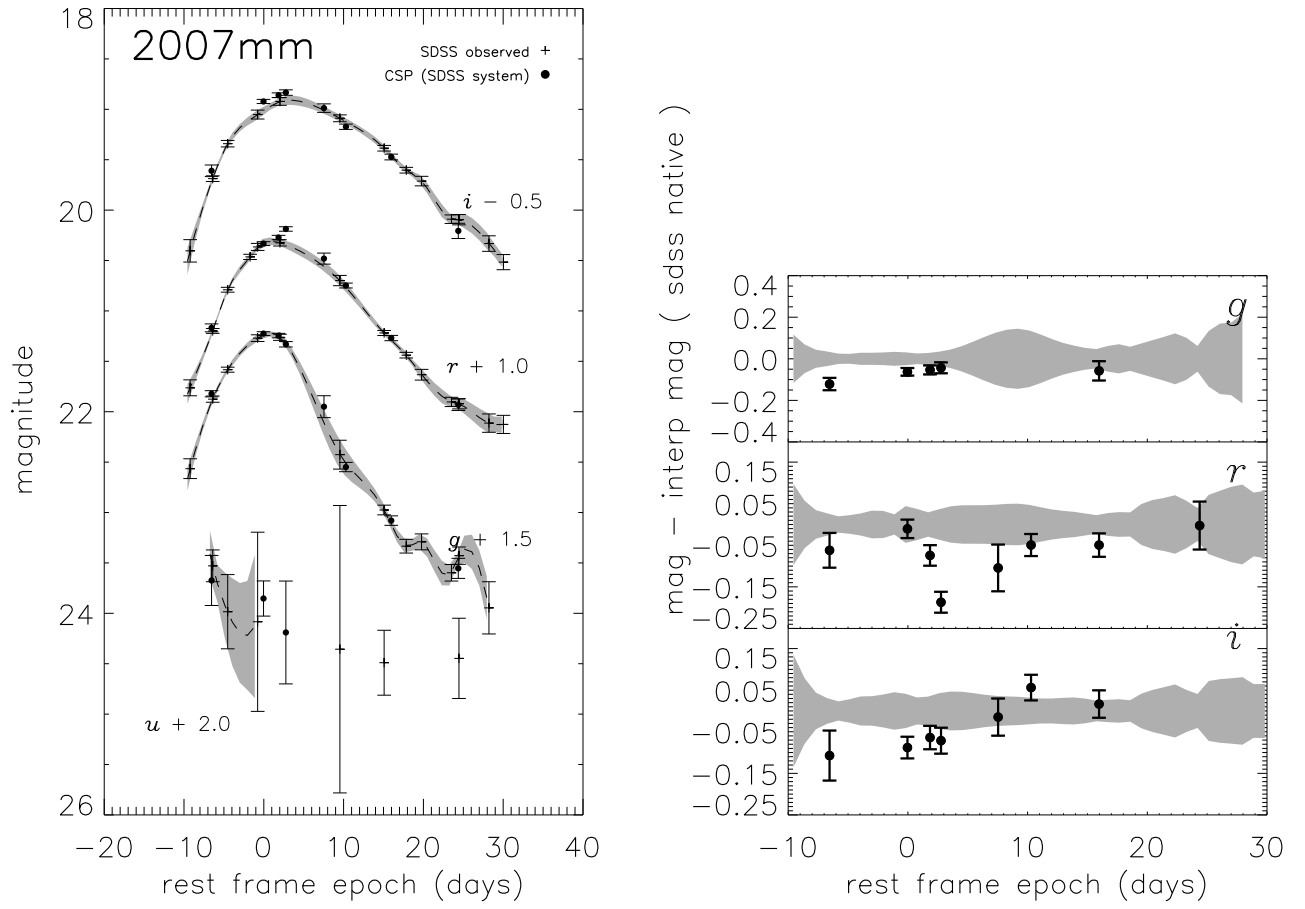 2007mm
SDSS observed +
CSP (SDSS system) ●
18
20
22
24
26
magnitude
i − 0.5
r + 1.0
g + 1.5
u + 2.0
−20 −10 0 10 20 30 40
rest frame epoch (days)
mag − interp mag ( sdss native )
g
0.4
0.2
0.0
−0.2
−0.4
r
0.15
0.05
−0.05
−0.15
−0.25
i
0.15
0.05
−0.05
−0.15
−0.25
−10 0 10 20 30
rest frame epoch (days)